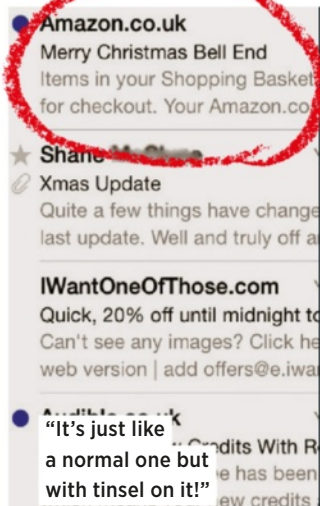 Amazon.co.uk
Merry Christmas Bell End
Items in your Shopping Basket
for checkout. Your Amazon.co
Shane
Xmas Update
Quite a few things have change
last update. Well and truly off a
IWantOneOfThose.com
Quick, 20% off until midnight to
Can't see any images? Click he
web version | add offers@e.iwa
"It's just like
a normal one but
with tinsel on it!"
k
Credits With R
e has been
ew credits